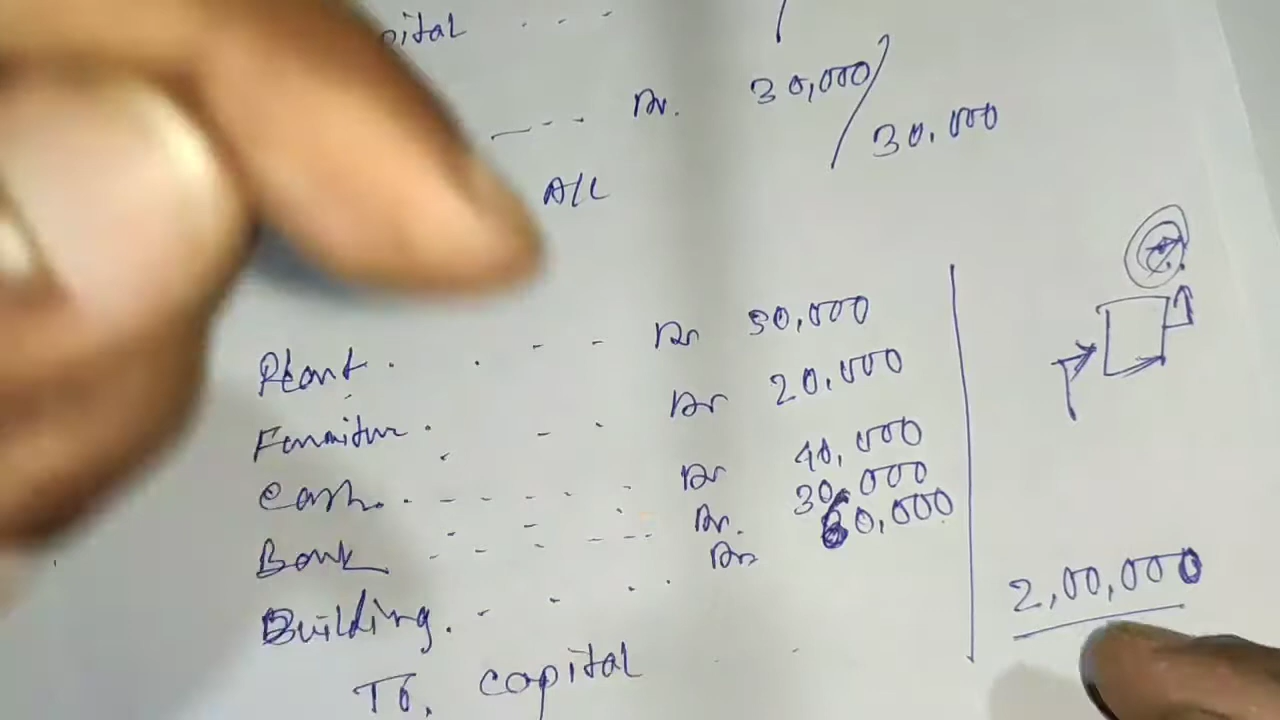 pital - - -
- - - Dr. 30,000
30,000
A/C
Plant. . - - Dr 50,000
Furnitur. - . Dr 20,000
Cash. . - - - - - Dr 40,000
Bank - - - - - - Dr. 30,000
Building. - - . . Dr 60,000
To, capital 2,00,000